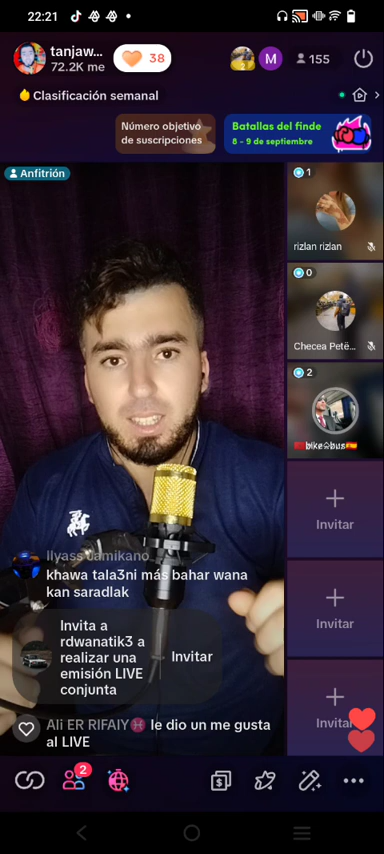 22:21
tanjaw...
72.2K me
38
2
M
155
Clasificación semanal
Número objetivo
de suscripciones
Batallas del finde
8 - 9 de septiembre
Anfitrión
1
rizlan rizlan
0
Checea Petë...
2
bike bus
Invitar
Invitar
Invitar
Ilyass Jamikano
khawa tala3ni más bahar wana
kan saradlak
Invita a
rdwanatik3 a
realizar una
emisión LIVE
conjunta
Invitar
Ali ER RIFAIY♓ le dio un me gusta
al LIVE
2